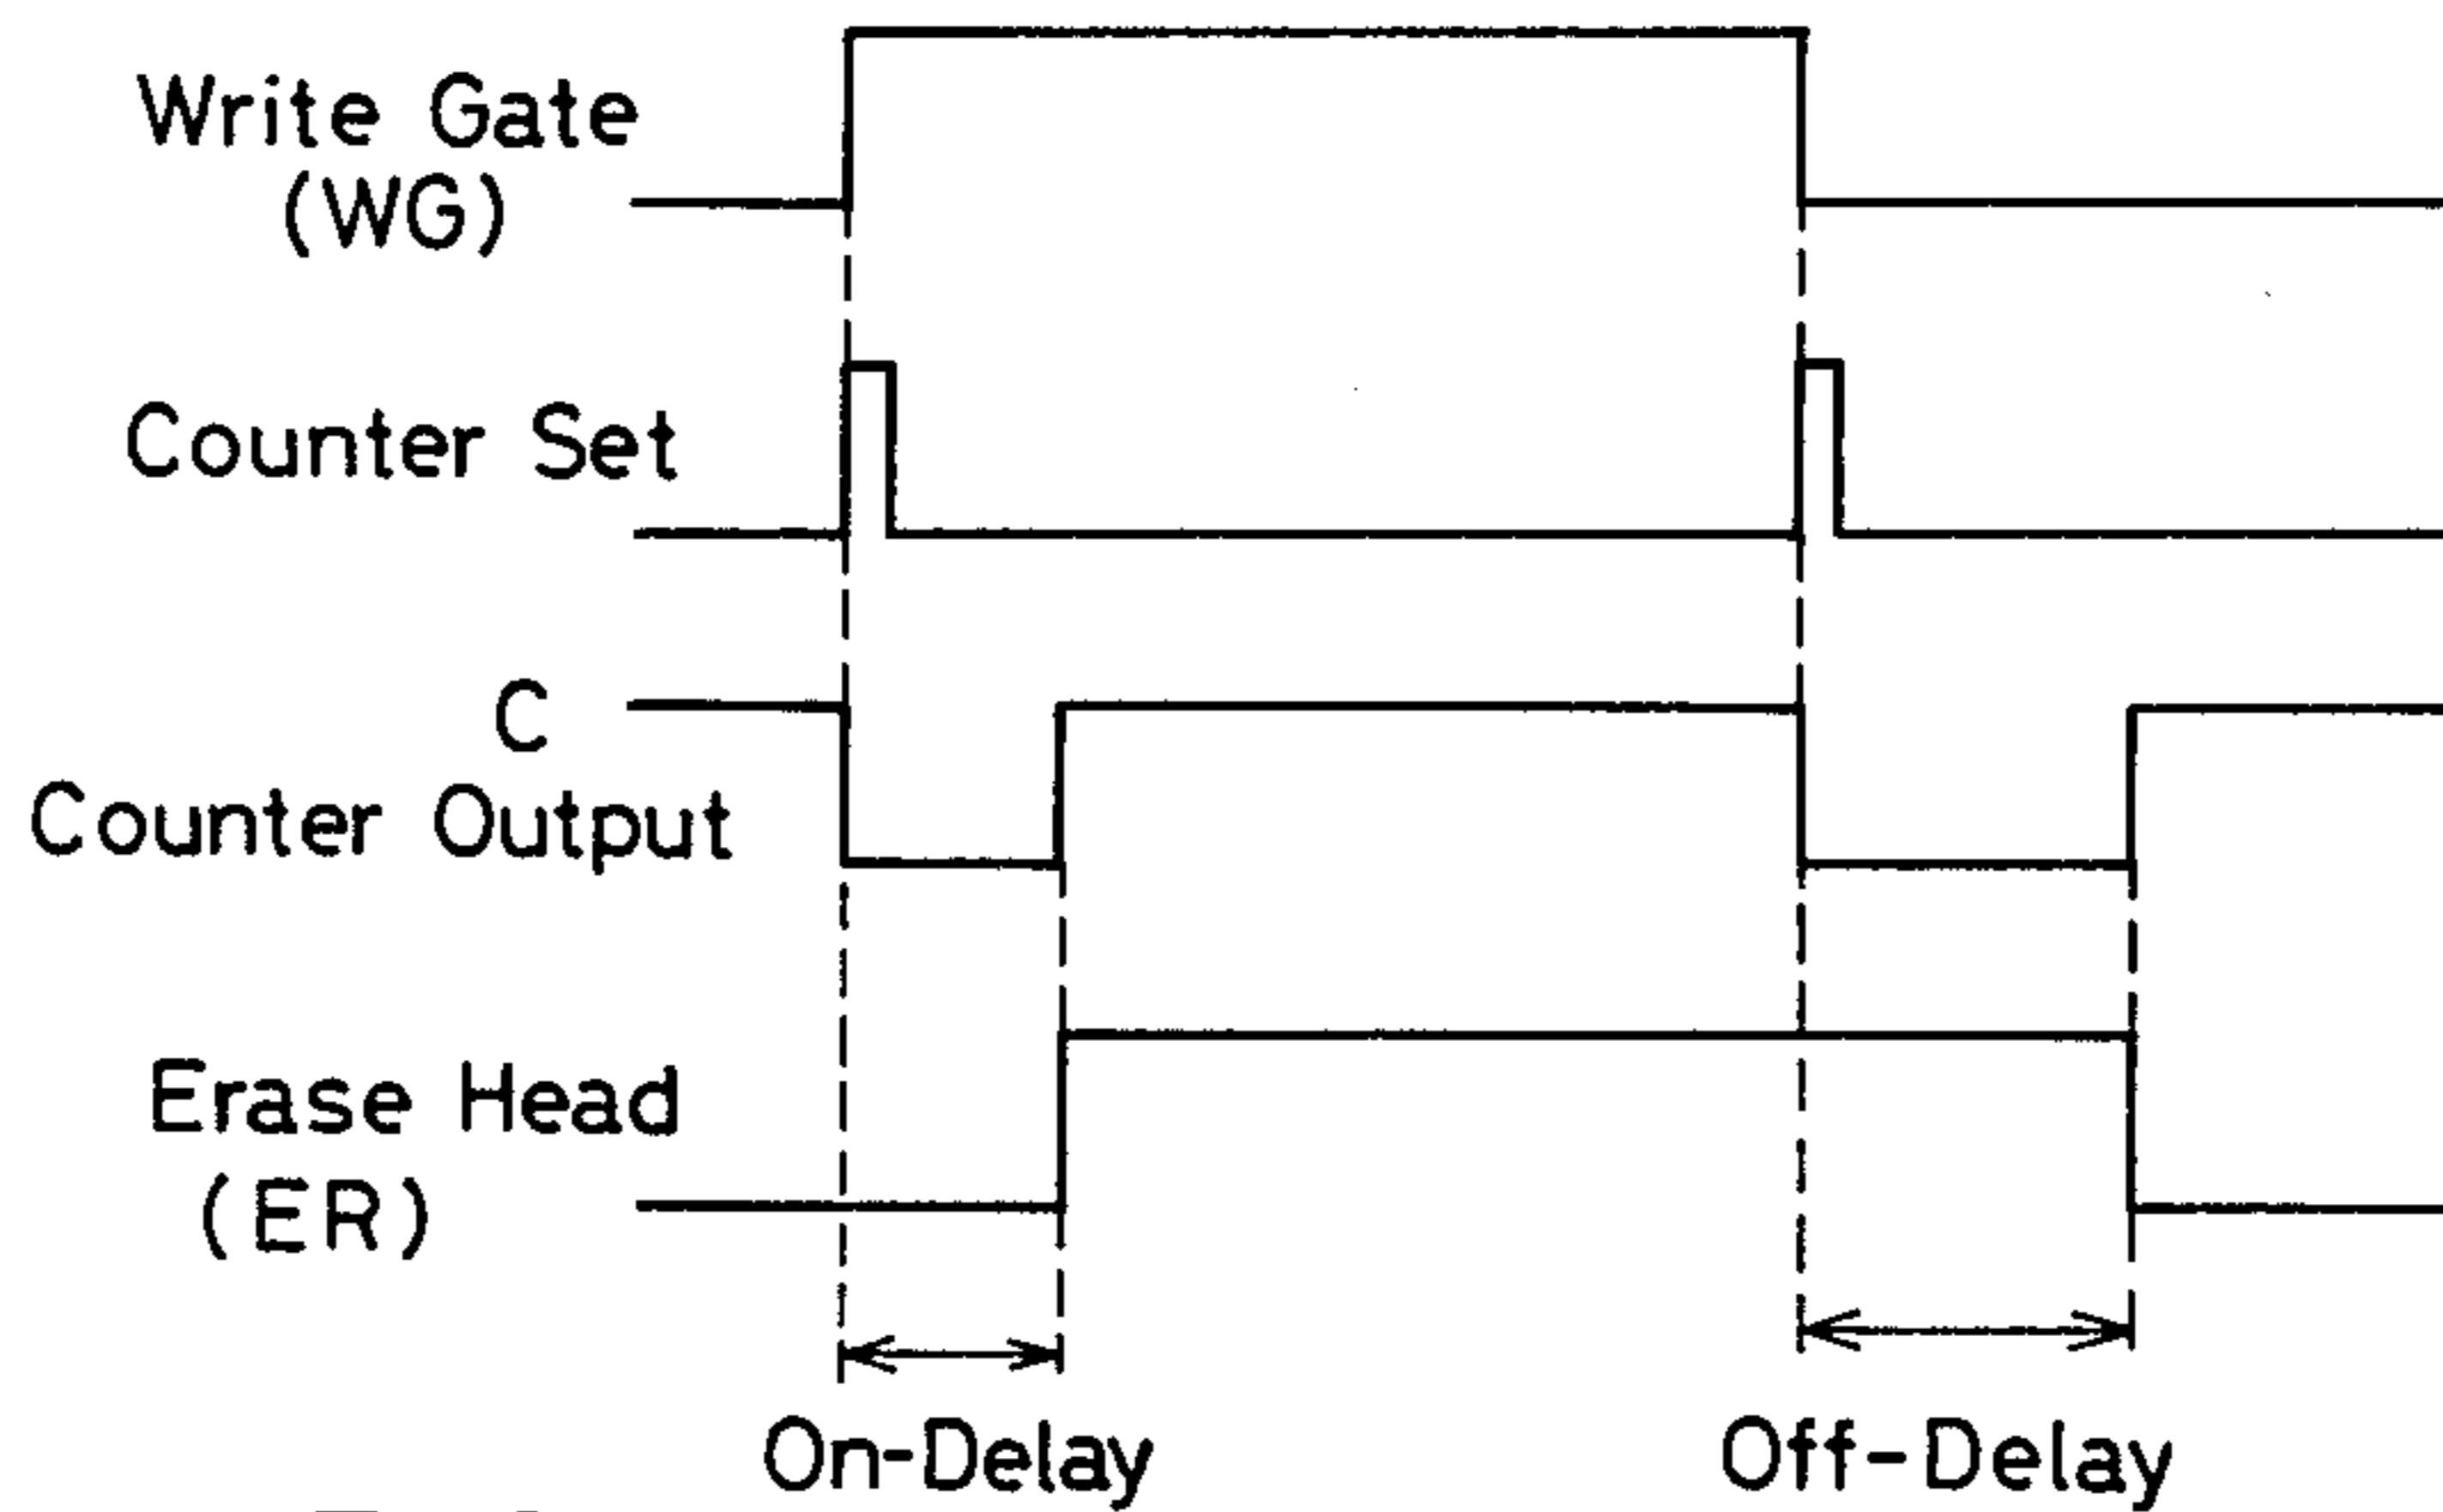 Write Gate
(WG)
Counter Set
C
Counter Output
Erase Head
(ER)
On-Delay
Off-Delay